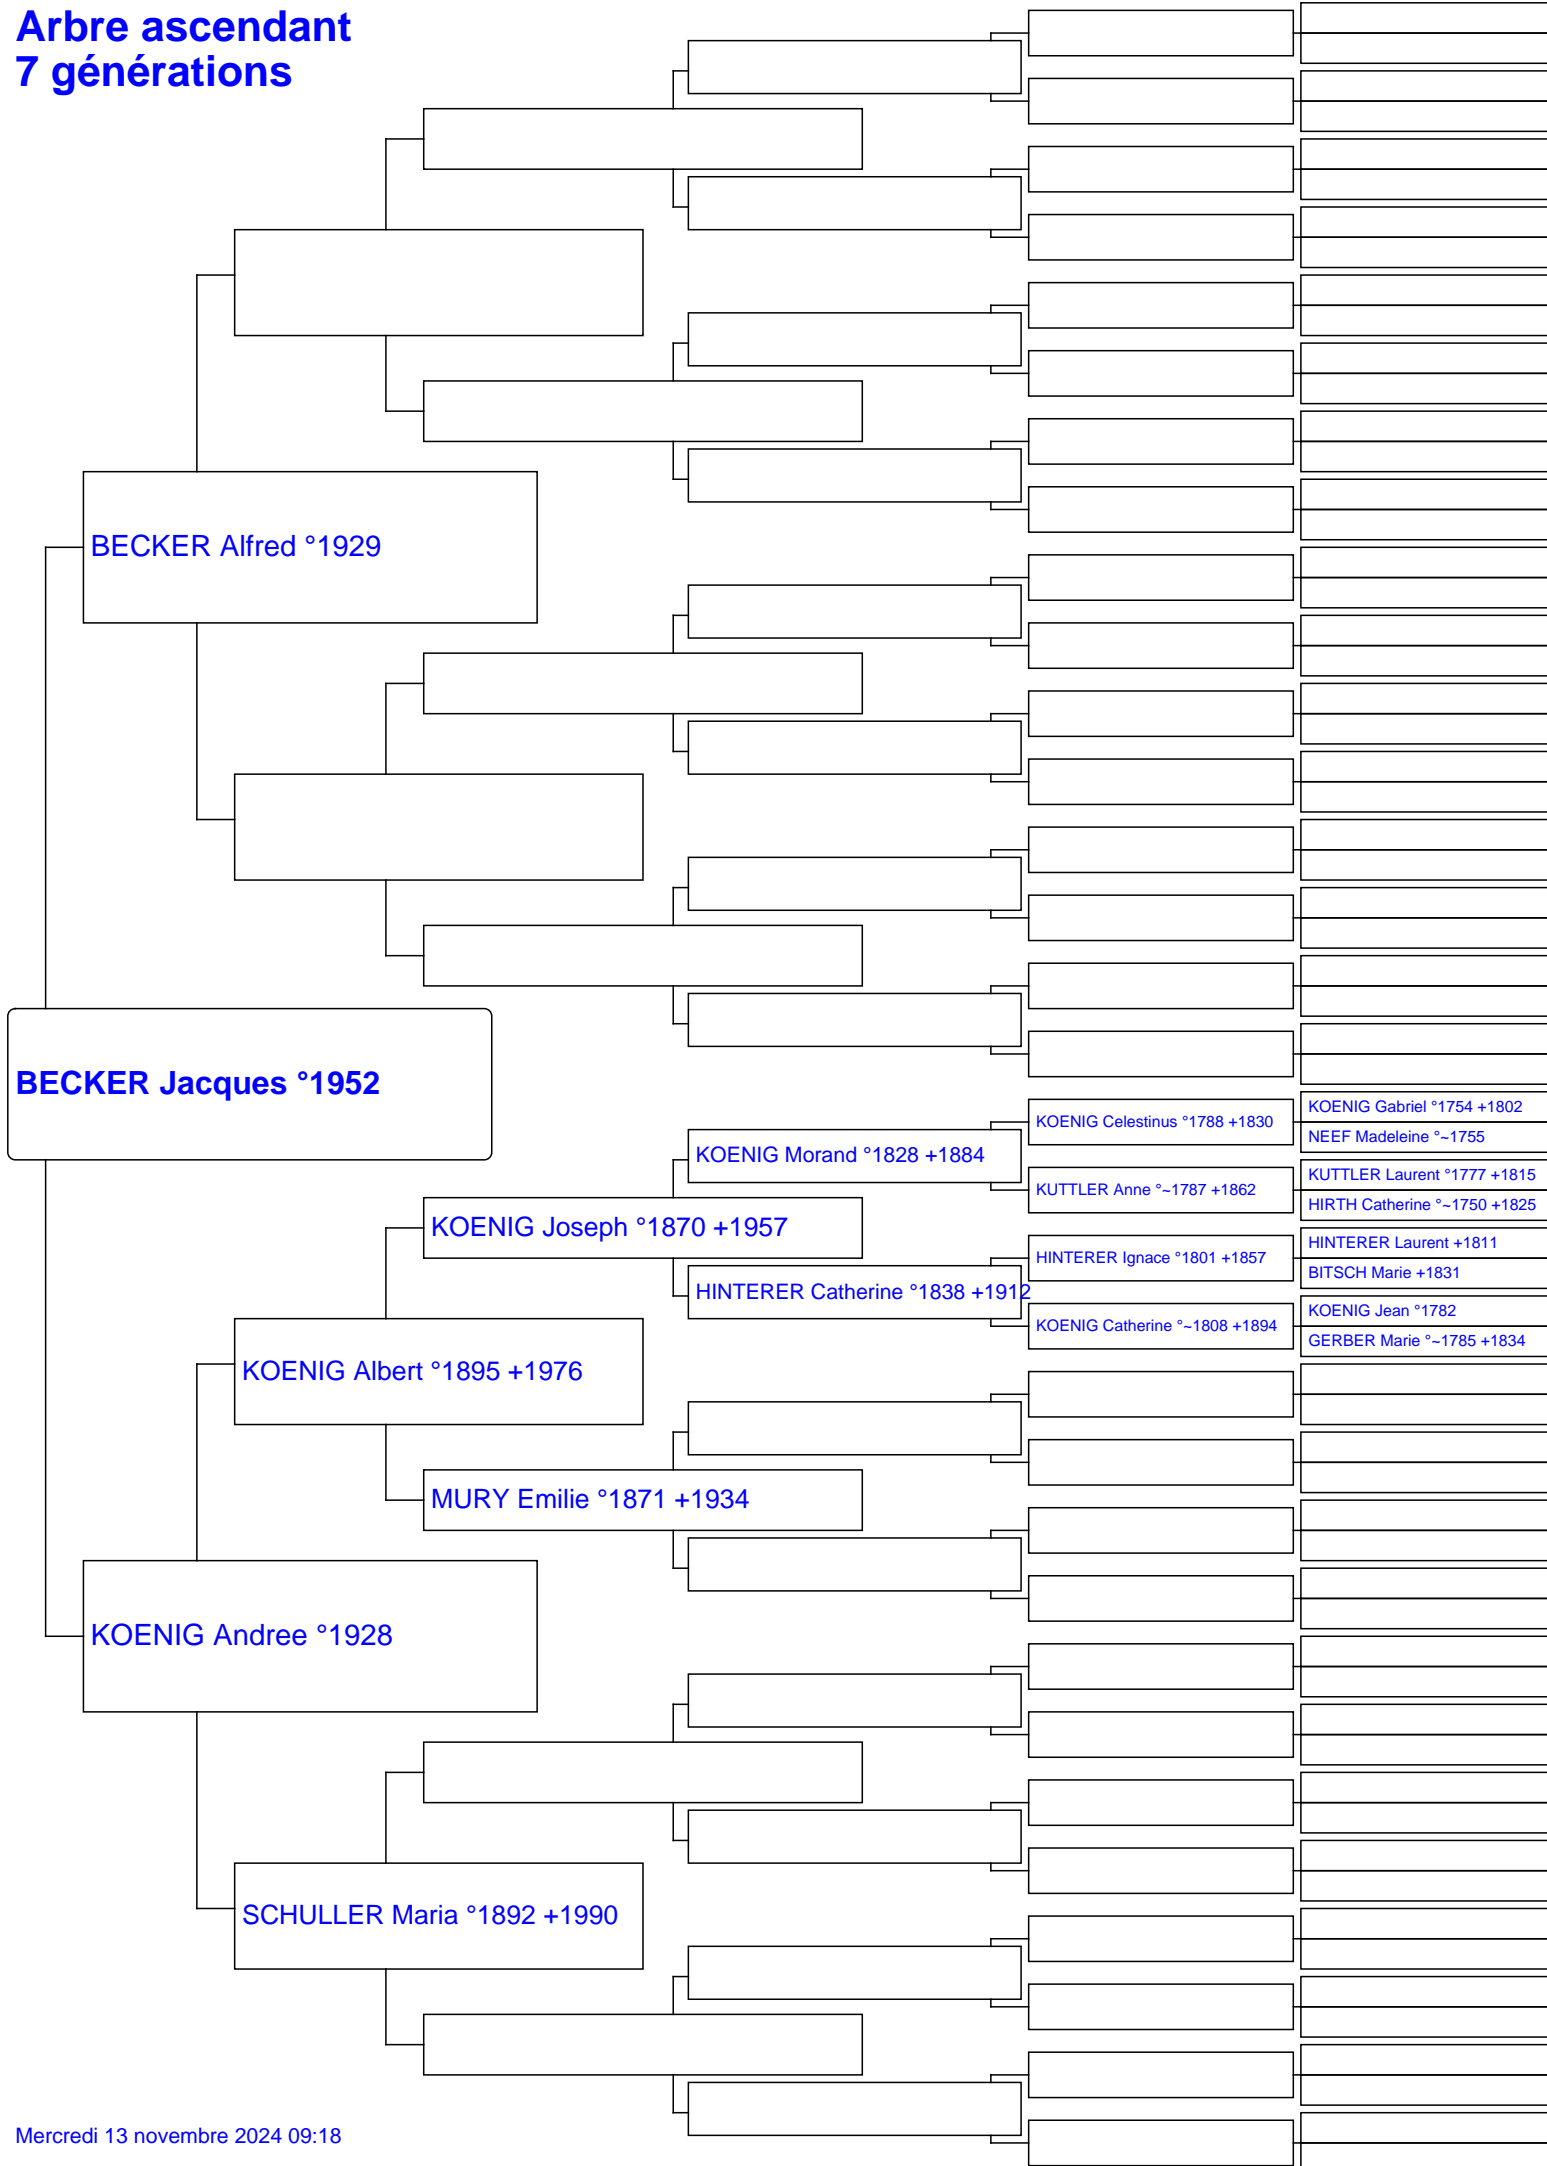 Arbre ascendant
7 générations
BECKER Alfred °1929
BECKER Jacques °1952
KOENIG Gabriel °1754 +1802
KOENIG Celestinus °1788 +1830
NEEF Madeleine °~1755
KOENIG Morand °1828 +1884
KUTTLER Laurent °1777 +1815
KUTTLER Anne °~1787 +1862
HIRTH Catherine °~1750 +1825
KOENIG Joseph °1870 +1957
HINTERER Laurent +1811
HINTERER Ignace °1801 +1857
BITSCH Marie +1831
HINTERER Catherine °1838 +1912
KOENIG Jean °1782
KOENIG Catherine °~1808 +1894
GERBER Marie °~1785 +1834
KOENIG Albert °1895 +1976
MURY Emilie °1871 +1934
KOENIG Andree °1928
SCHULLER Maria °1892 +1990
Mercredi 13 novembre 2024 09:18